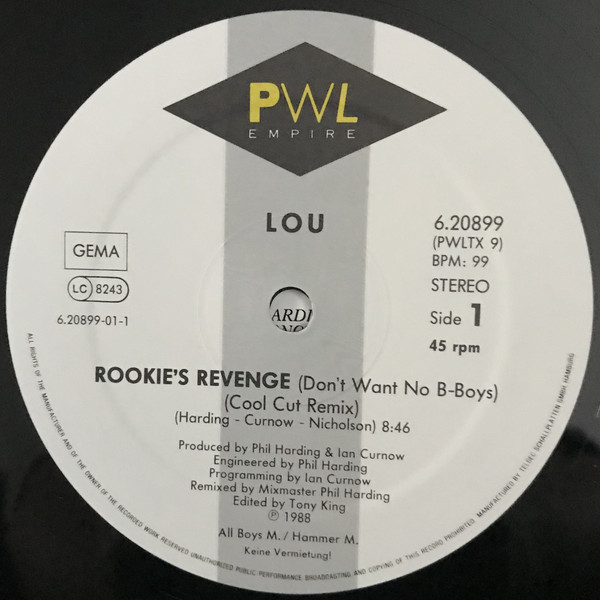 PWL
EMPIRE
LOU
GEMA
LC 8243
6.20899-01-1
6.20899
(PWLTX 9)
BPM: 99
STEREO
Side 1
45 rpm
ARDI
ROOKIE'S REVENGE (Don't Want No B-Boys)
(Cool Cut Remix)
(Harding - Curnow - Nicholson) 8:46
Produced by Phil Harding & Ian Curnow
Engineered by Phil Harding
Programming by Ian Curnow
Remixed by Mixmaster Phil Harding
Edited by Tony King
Ⓟ 1988
All Boys M. / Hammer M.
Keine Vermietung!
ALL RIGHTS OF THE MANUFACTURER AND OF THE OWNER OF THE RECORDED WORK RESERVED UNAUTHORIZED PUBLIC PERFORMANCE BROADCASTING AND COPYING OF THIS RECORD PROHIBITED. MANUFACTURED BY TELDEC SCHALLPLATTEN GMBH HAMBURG